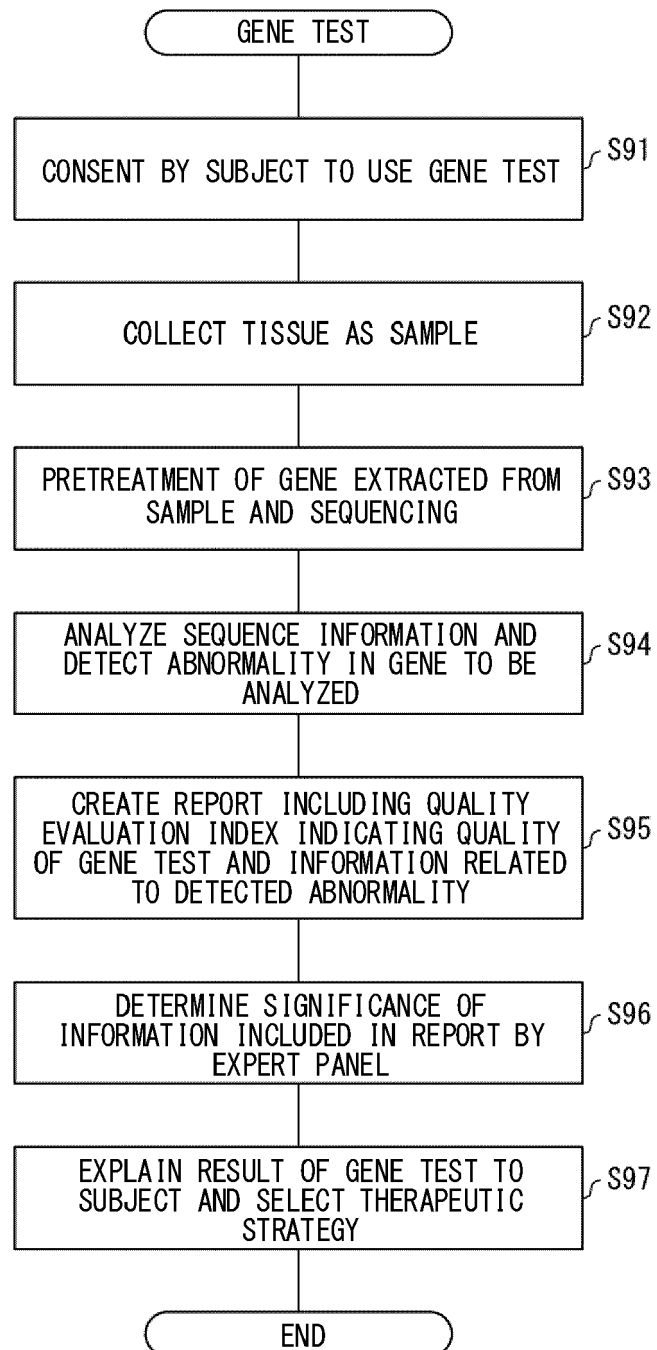 GENE TEST
CONSENT BY SUBJECT TO USE GENE TEST
S91
COLLECT TISSUE AS SAMPLE
S92
PRETREATMENT OF GENE EXTRACTED FROM
SAMPLE AND SEQUENCING
S93
ANALYZE SEQUENCE INFORMATION AND
DETECT ABNORMALITY IN GENE TO BE
ANALYZED
S94
CREATE REPORT INCLUDING QUALITY
EVALUATION INDEX INDICATING QUALITY
OF GENE TEST AND INFORMATION RELATED
TO DETECTED ABNORMALITY
S95
DETERMINE SIGNIFICANCE OF
INFORMATION INCLUDED IN REPORT BY
EXPERT PANEL
S96
EXPLAIN RESULT OF GENE TEST TO
SUBJECT AND SELECT THERAPEUTIC
STRATEGY
S97
END